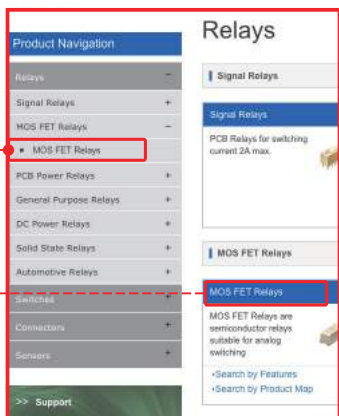 Product Navigation
Relays −
Signal Relays +
MOS FET Relays −
MOS FET Relays
PCB Power Relays +
General Purpose Relays +
DC Power Relays +
Solid State Relays +
Automotive Relays +
Switches +
Connectors +
Sensors +
>> Support
Relays
Signal Relays
Signal Relays
PCB Relays for switching
current 2A max.
MOS FET Relays
MOS FET Relays
MOS FET Relays are
semiconductor relays
suitable for analog
switching
•Search by Features
•Search by Product Map